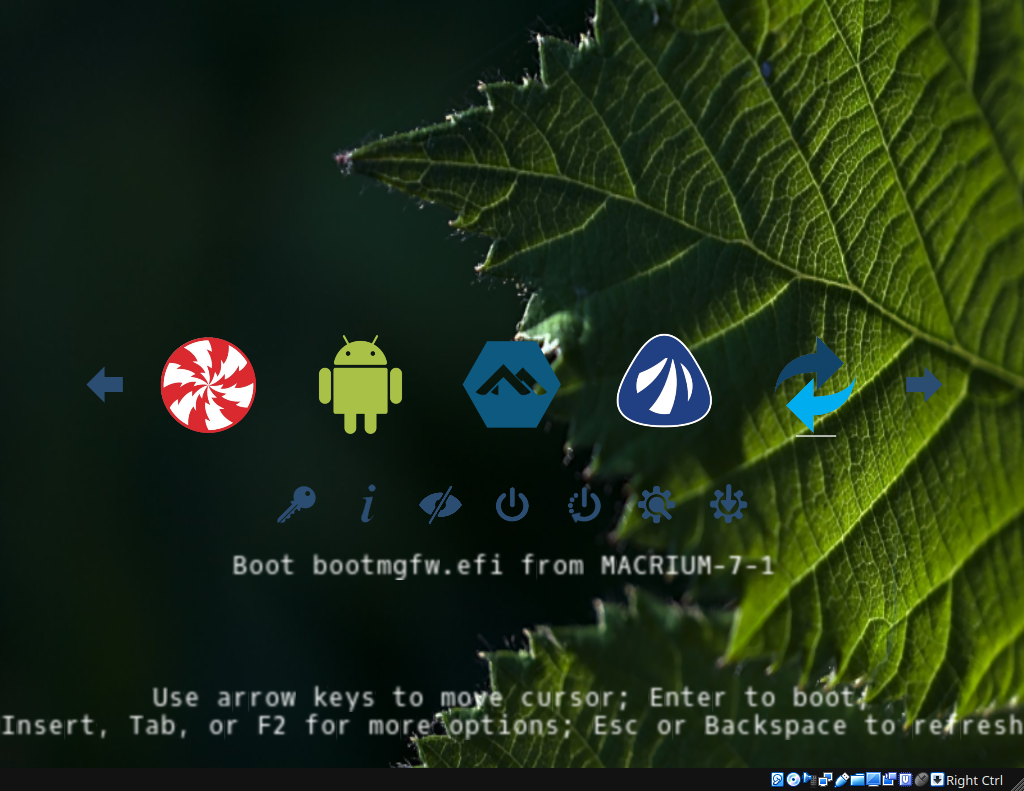 Boot bootmgfw.efi from MACRIUM-7-1
Use arrow keys to move cursor; Enter to boot;
Insert, Tab, or F2 for more options; Esc or Backspace to refresh
Right Ctrl